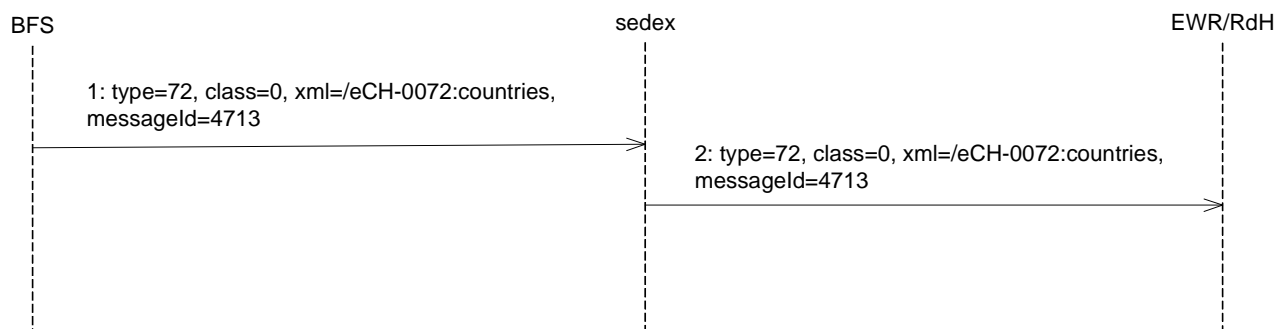 BFS
sedex
EWR/RdH
1: type=72, class=0, xml=/eCH-0072:countries,
messageId=4713
2: type=72, class=0, xml=/eCH-0072:countries,
messageId=4713